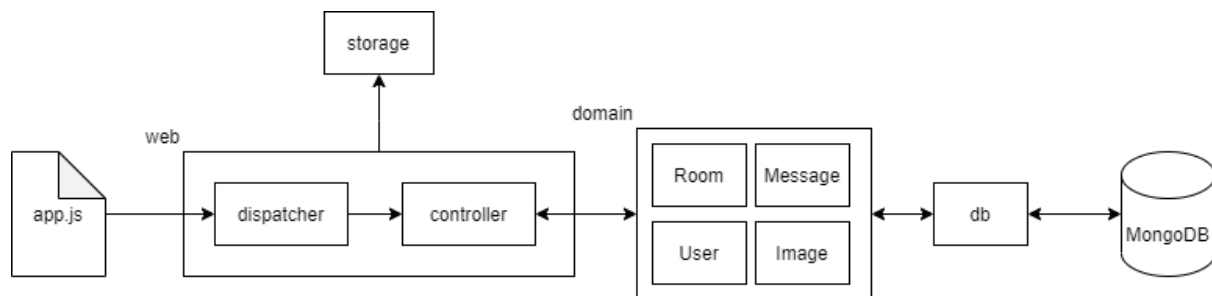 storage
domain
web
Room
Message
app.js
dispatcher
controller
db
MongoDB
User
Image